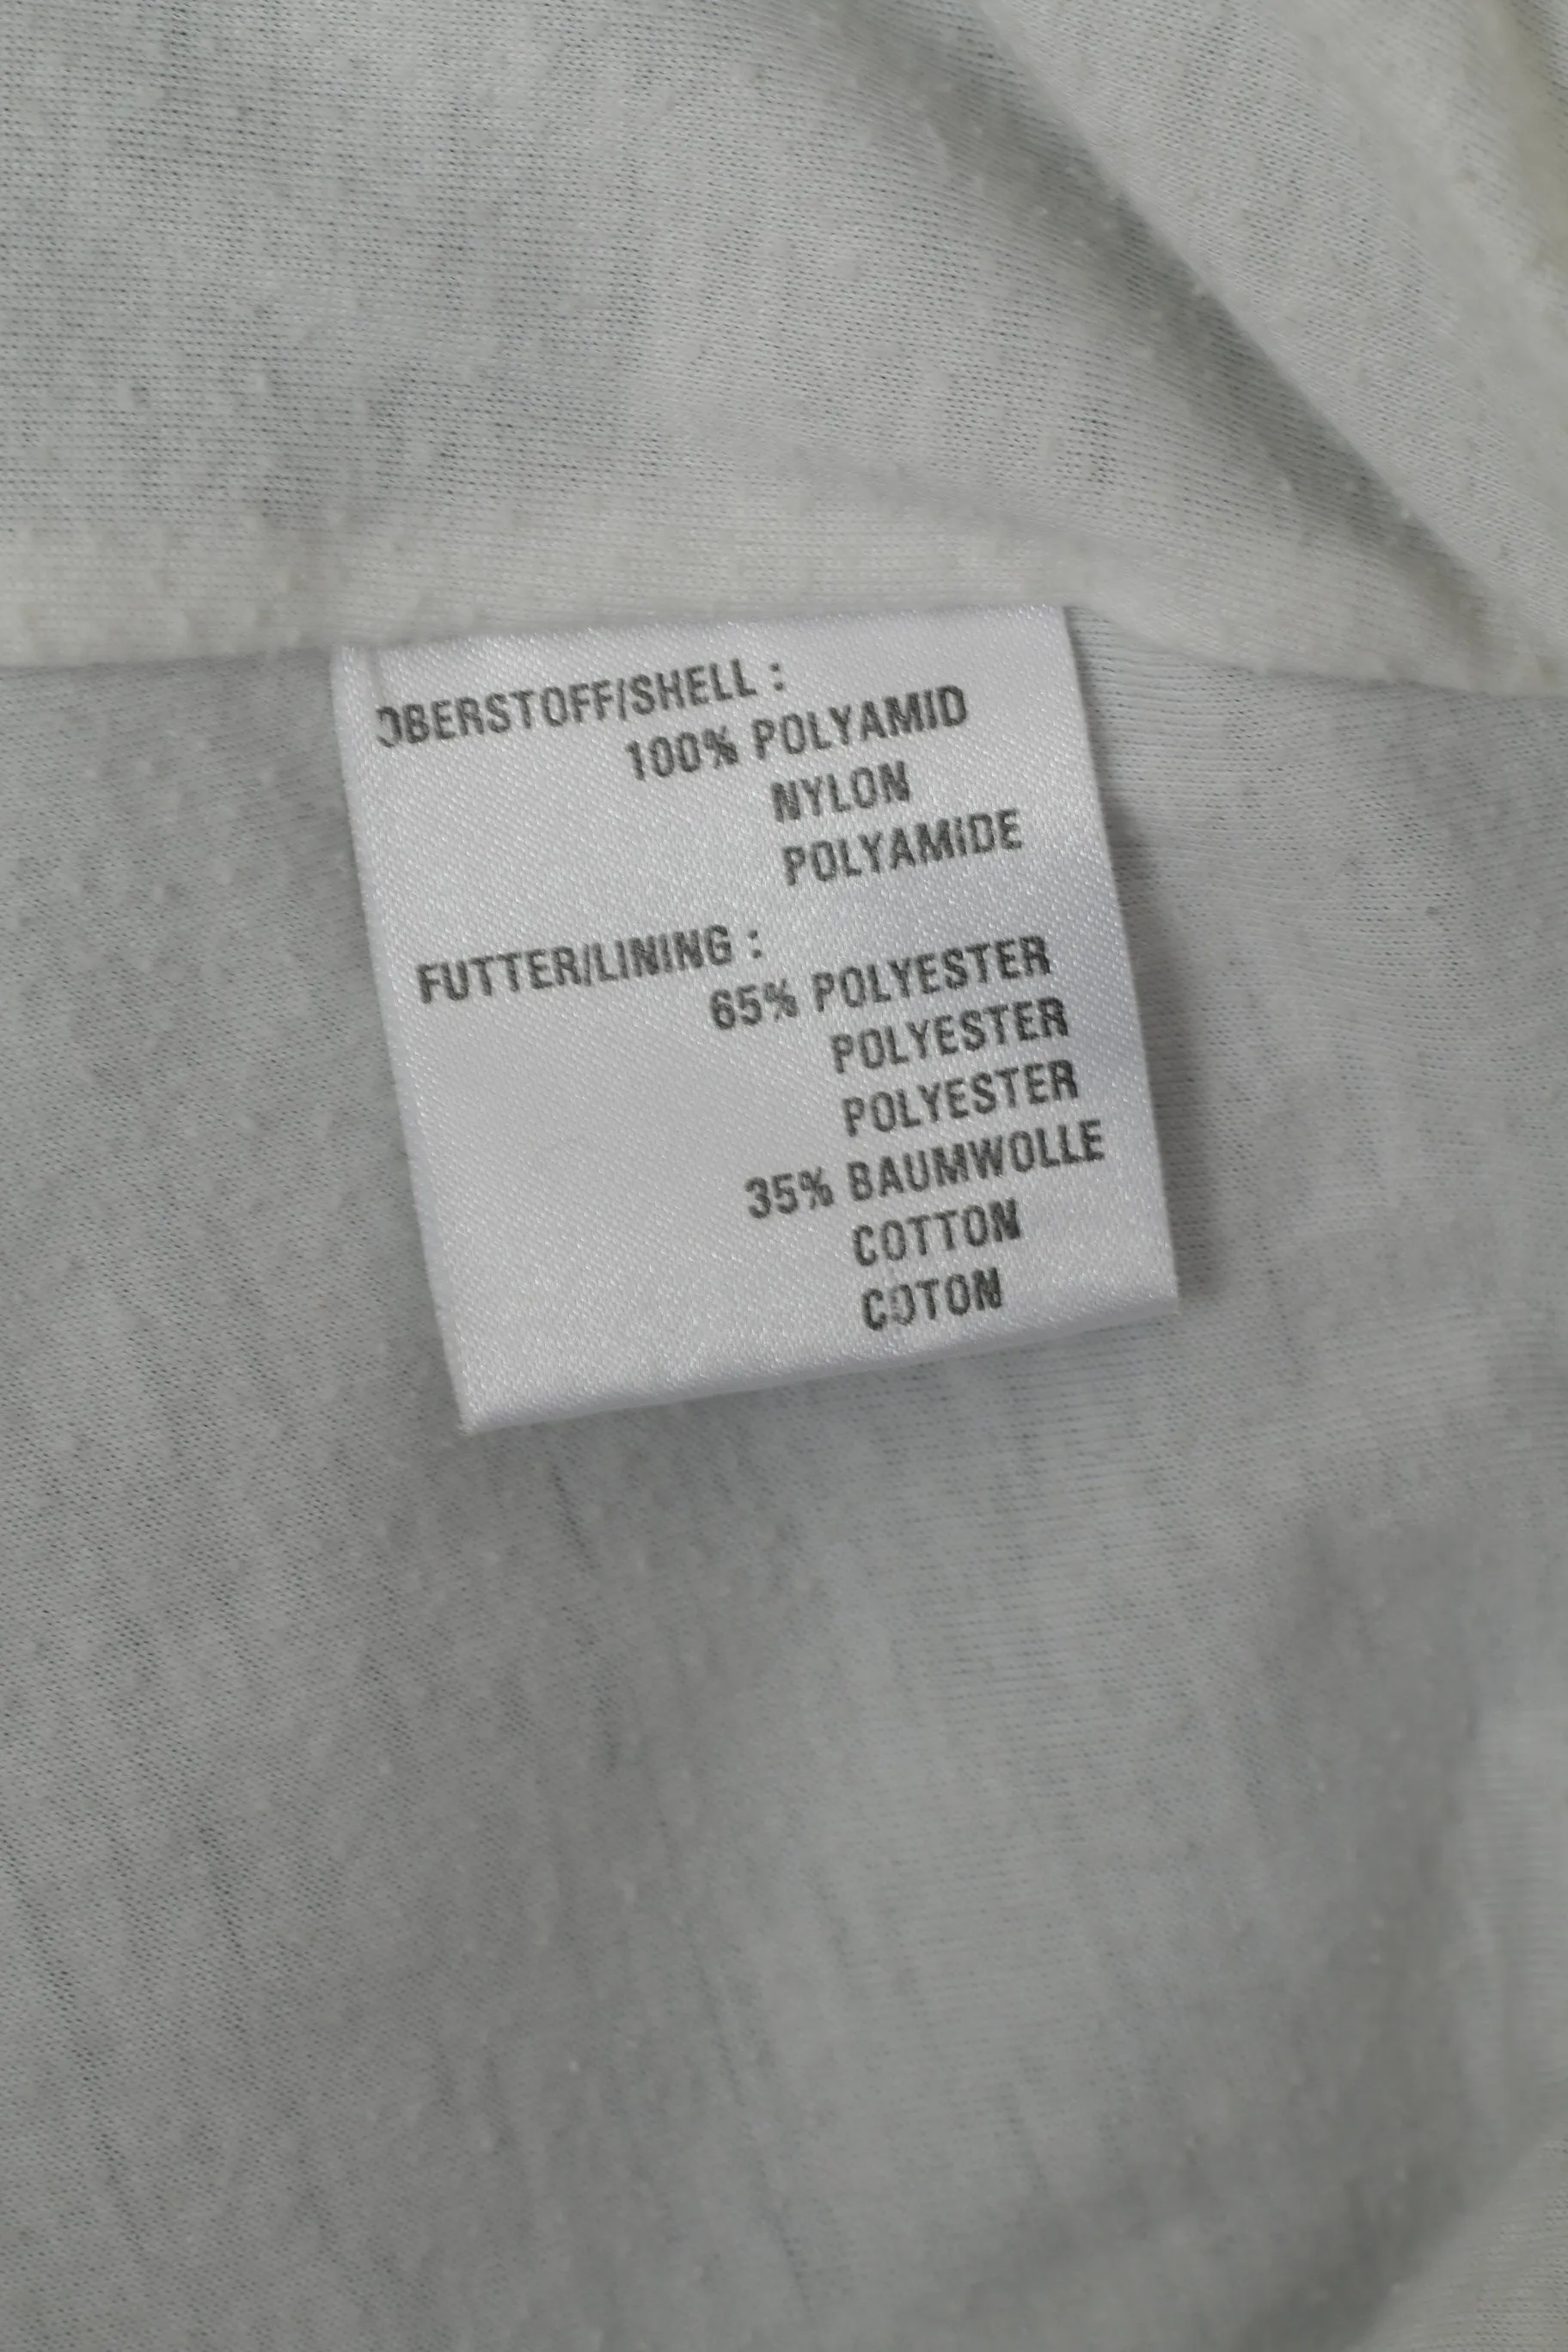 OBERSTOFF/SHELL :
100% POLYAMID
NYLON
POLYAMIDE
FUTTER/LINING :
65% POLYESTER
POLYESTER
POLYESTER
35% BAUMWOLLE
COTTON
COTON